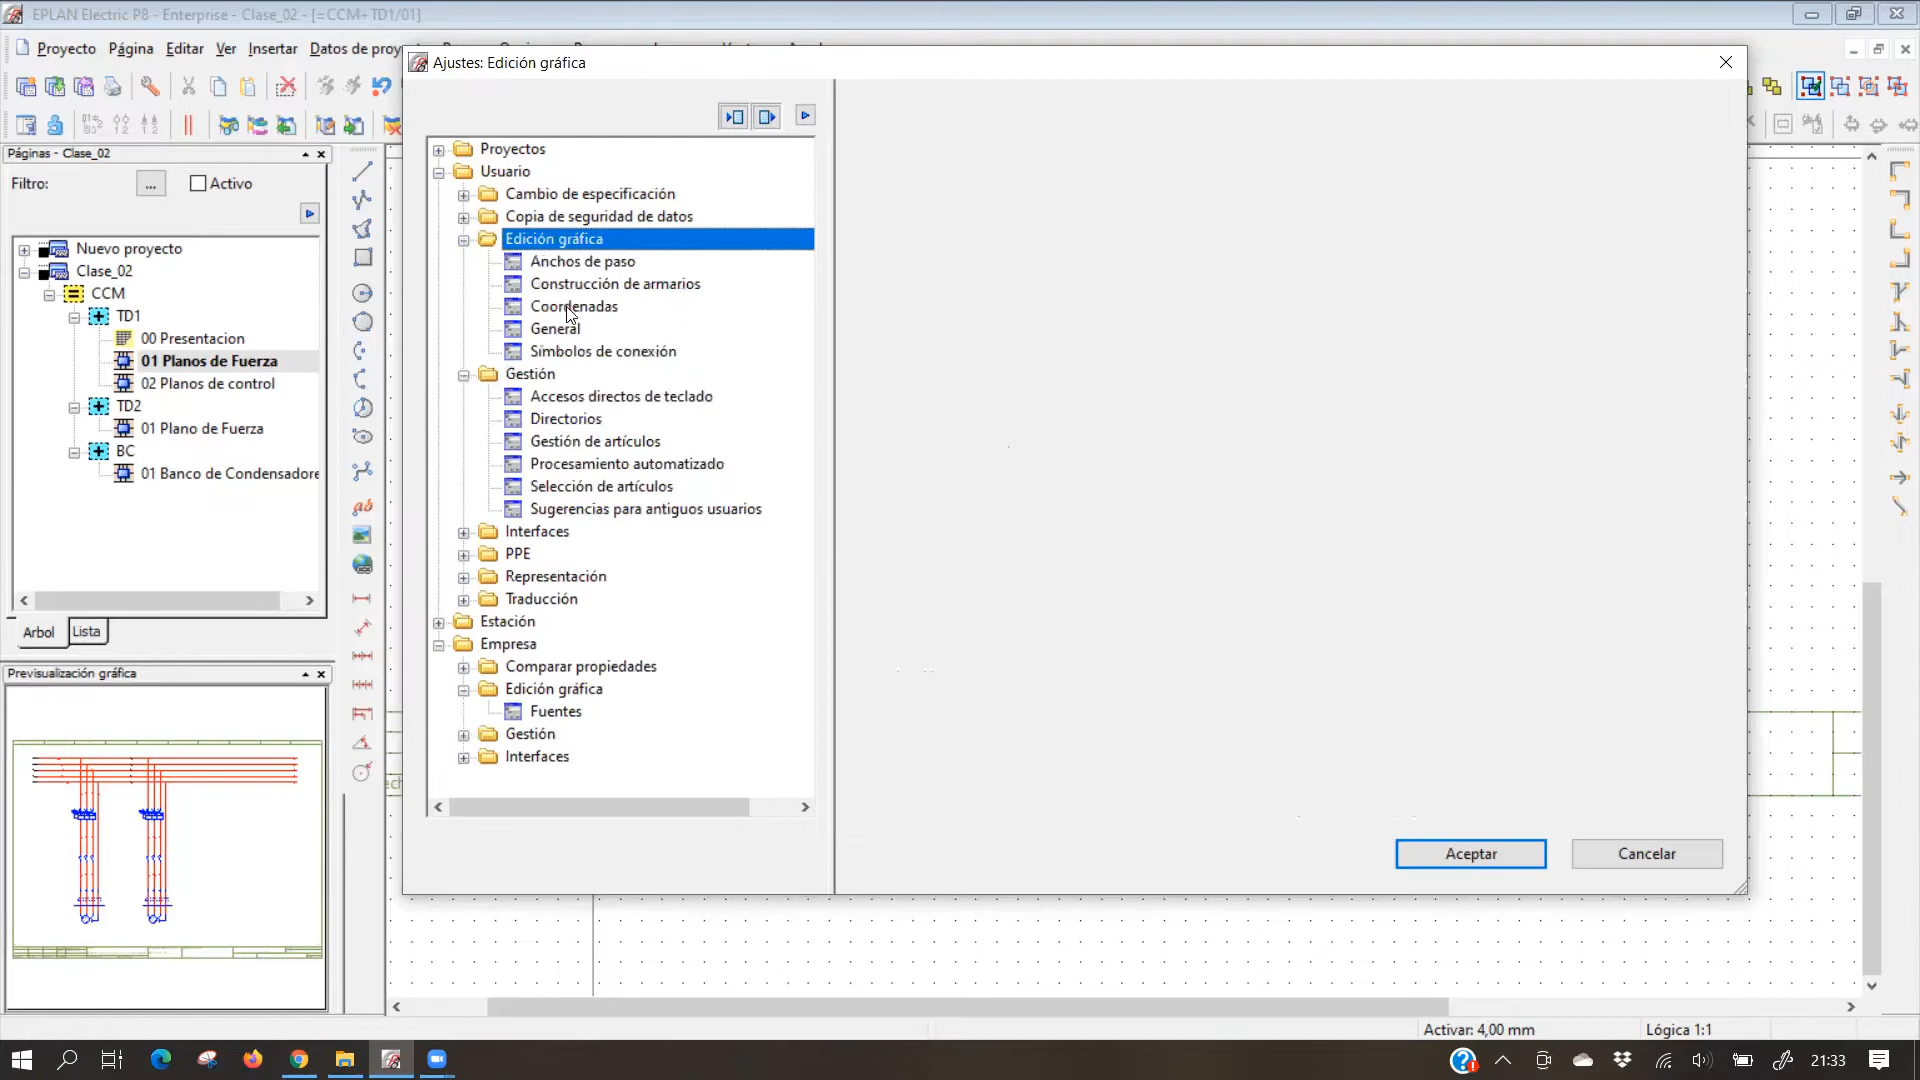 EPLAN Electric P8 - Enterprise - Clase_02 - [=CCM+TD1/01]
Proyecto Página Editar Ver Insertar Datos de proy
Ajustes: Edición gráfica
Páginas - Clase_02
Filtro:
...
Activo
Nuevo proyecto
Clase_02
CCM
TD1
00 Presentacion
01 Planos de Fuerza
02 Planos de control
TD2
01 Plano de Fuerza
BC
01 Banco de Condensadore
Arbol
Lista
Previsualización gráfica
Proyectos
Usuario
Cambio de especificación
Copia de seguridad de datos
Edición gráfica
Anchos de paso
Construcción de armarios
Coordenadas
General
Símbolos de conexión
Gestión
Accesos directos de teclado
Directorios
Gestión de artículos
Procesamiento automatizado
Selección de artículos
Sugerencias para antiguos usuarios
Interfaces
PPE
Representación
Traducción
Estación
Empresa
Comparar propiedades
Edición gráfica
Fuentes
Gestión
Interfaces
Aceptar
Cancelar
Activar: 4,00 mm
Lógica 1:1
21:33